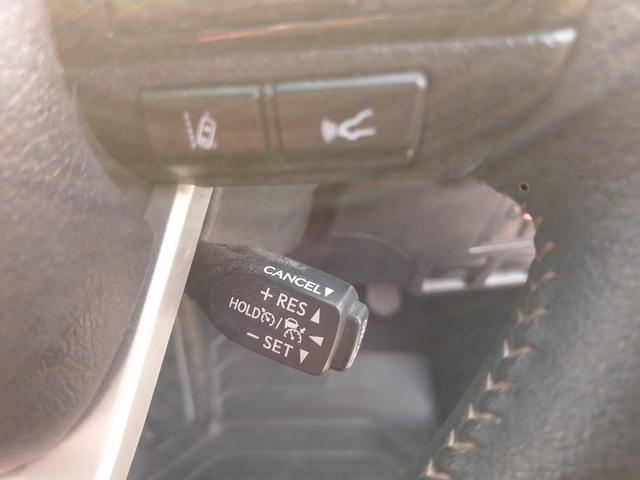 CANCEL▼
+ RES ▲
HOLD /
− SET ▼